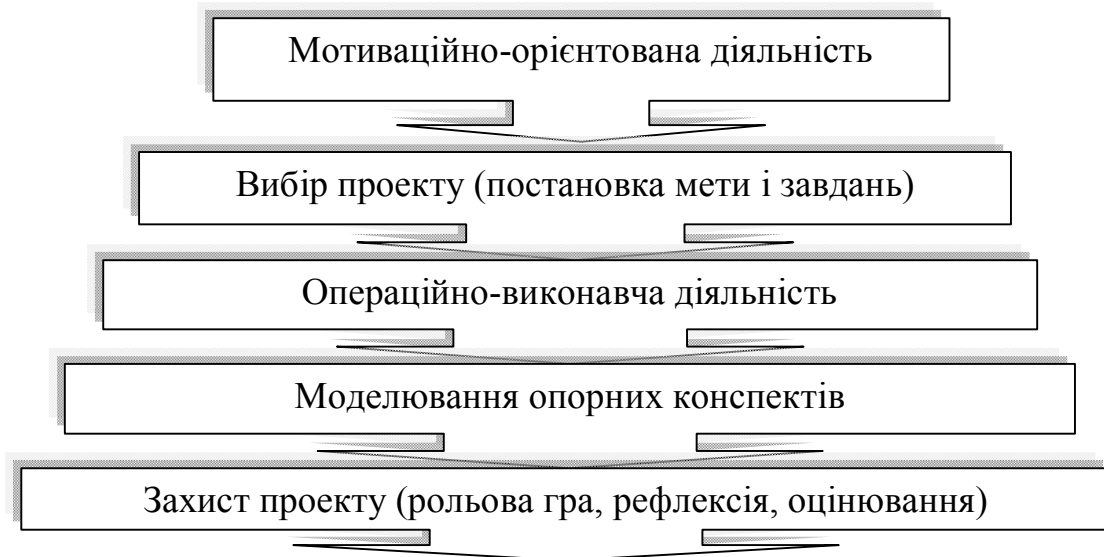 Мотиваційно-орієнтована діяльність
Вибір проекту (постановка мети і завдань)
Операційно-виконавча діяльність
Моделювання опорних конспектів
Захист проекту (рольова гра, рефлексія, оцінювання)